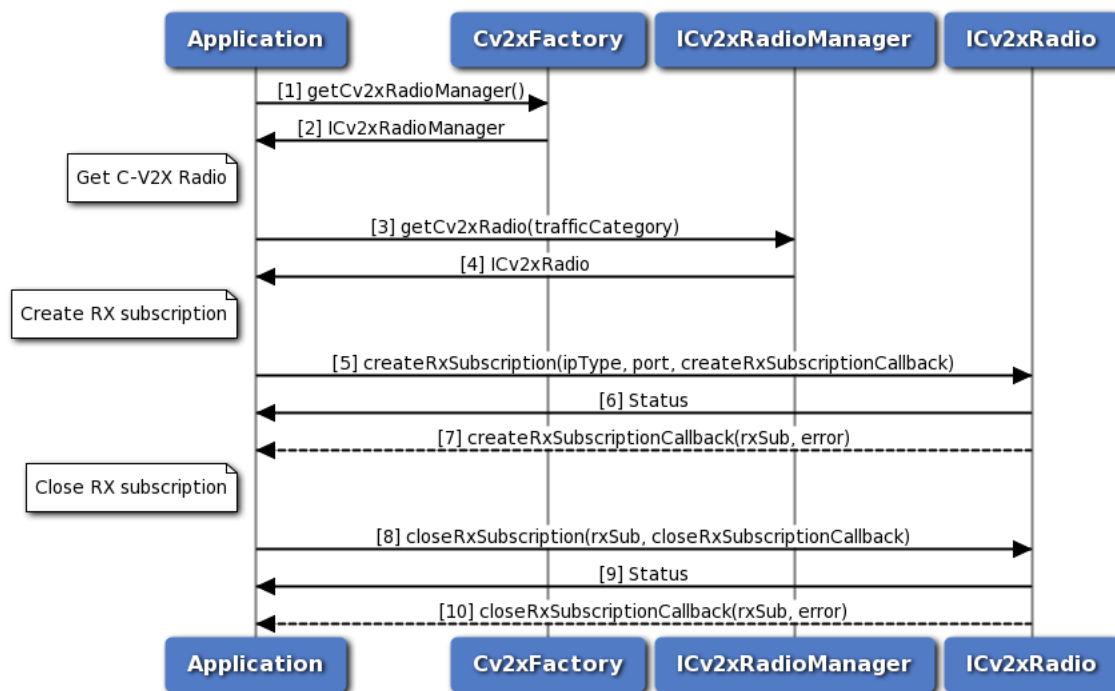 Application
Cv2xFactory
ICv2xRadioManager
ICv2xRadio
[1] getCv2xRadioManager()
[2] ICv2xRadioManager
Get C-V2X Radio
[3] getCv2xRadio(trafficCategory)
[4] ICv2xRadio
Create RX subscription
[5] createRxSubscription(ipType, port, createRxSubscriptionCallback)
[6] Status
[7] createRxSubscriptionCallback(rxSub, error)
Close RX subscription
[8] closeRxSubscription(rxSub, closeRxSubscriptionCallback)
[9] Status
[10] closeRxSubscriptionCallback(rxSub, error)
Application
Cv2xFactory
ICv2xRadioManager
ICv2xRadio